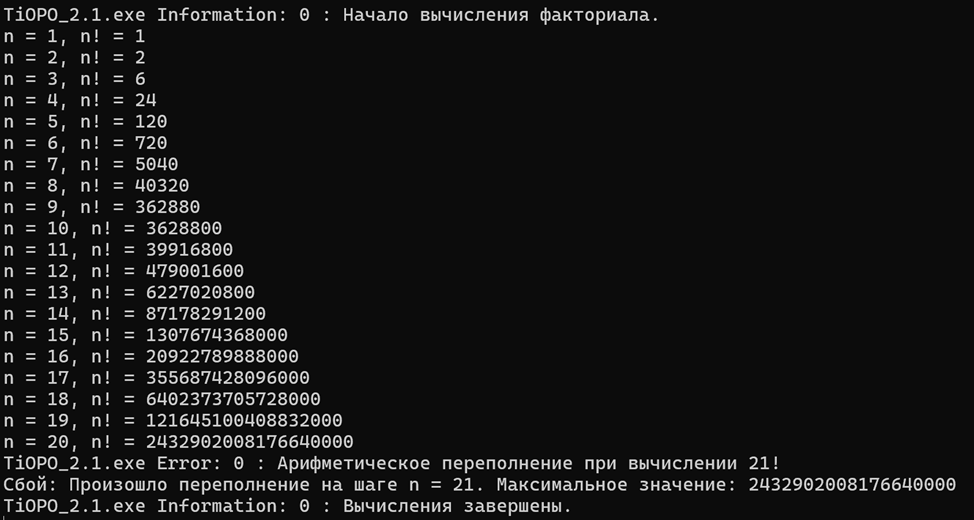 TiOPO_2.1.exe Information: 0 : Начало вычисления факториала.
n = 1, n! = 1
n = 2, n! = 2
n = 3, n! = 6
n = 4, n! = 24
n = 5, n! = 120
n = 6, n! = 720
n = 7, n! = 5040
n = 8, n! = 40320
n = 9, n! = 362880
n = 10, n! = 3628800
n = 11, n! = 39916800
n = 12, n! = 479001600
n = 13, n! = 6227020800
n = 14, n! = 87178291200
n = 15, n! = 1307674368000
n = 16, n! = 20922789888000
n = 17, n! = 355687428096000
n = 18, n! = 6402373705728000
n = 19, n! = 121645100408832000
n = 20, n! = 2432902008176640000
TiOPO_2.1.exe Error: 0 : Арифметическое переполнение при вычислении 21!
Сбой: Произошло переполнение на шаге n = 21. Максимальное значение: 2432902008176640000
TiOPO_2.1.exe Information: 0 : Вычисления завершены.